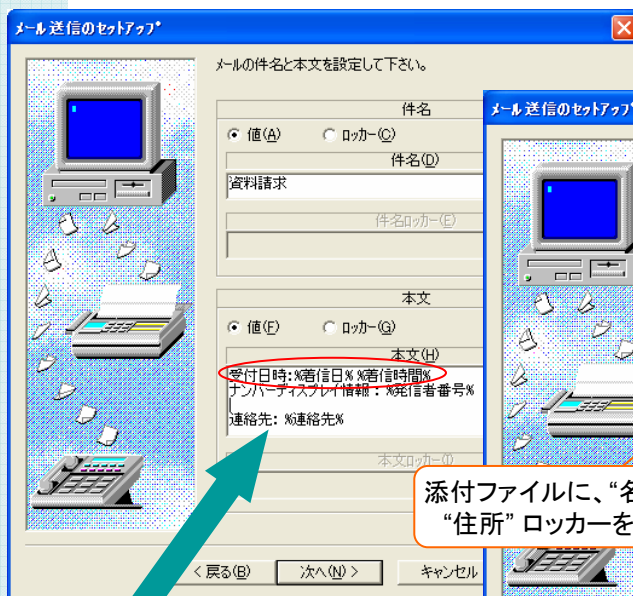 メール送信のセットアップ
メールの件名と本文を設定して下さい。
件名
値(A)
ロッカー(C)
件名(D)
資料請求
件名ロッカー(E)
本文
値(F)
ロッカー(G)
本文(H)
受付日時:%着信日% %着信時間%
ナンバーディスプレイ情報：%発信者番号%
連絡先: %連絡先%
本文ロッカー(I)
< 戻る(B)
次へ(N) >
キャンセル
メール送信のセットアップ
添付ファイルに、“名
“住所” ロッカーを